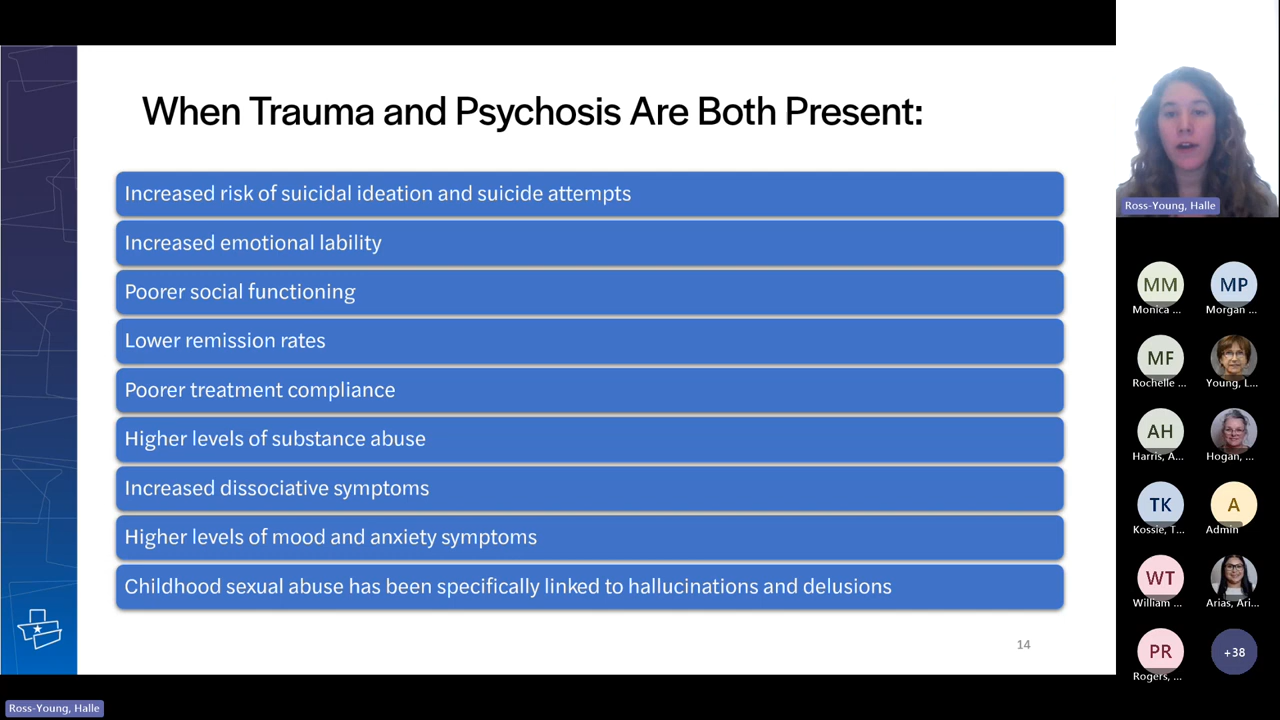 When Trauma and Psychosis Are Both Present:
Increased risk of suicidal ideation and suicide attempts
Increased emotional lability
Poorer social functioning
Lower remission rates
Poorer treatment compliance
Higher levels of substance abuse
Increased dissociative symptoms
Higher levels of mood and anxiety symptoms
Childhood sexual abuse has been specifically linked to hallucinations and delusions
14
Ross-Young, Halle
MM
Monica ...
MP
Morgan ...
MF
Rochelle ...
Young, L...
AH
Harris, A...
Hogan, ...
TK
Kossie, T...
A
Admin
WT
William ...
Arias, Ari...
PR
Rogers, ...
+38
Ross-Young, Halle